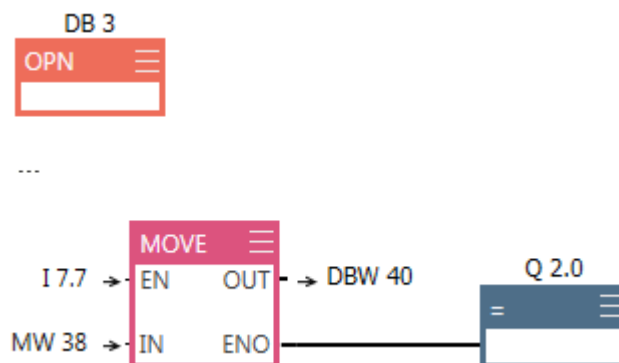 DB 3
OPN
---
MOVE
I 7.7 EN OUT DBW 40 Q 2.0
=
MW 38 IN ENO